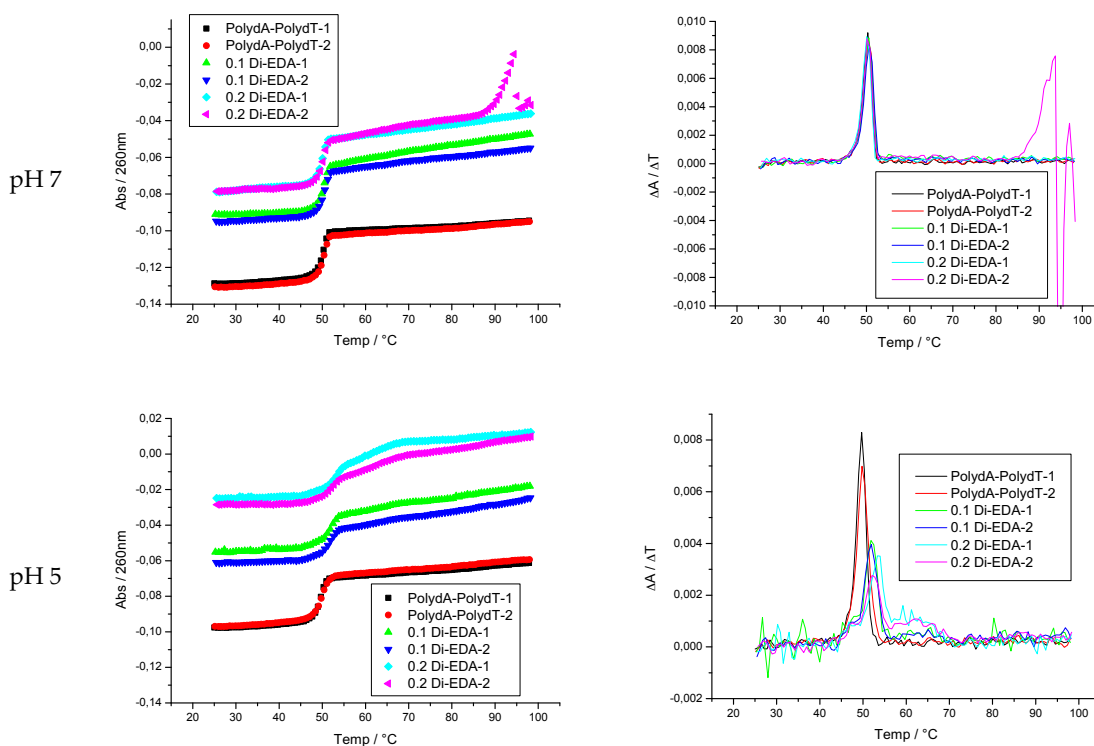 pH 7
PolydA-PolydT-1
PolydA-PolydT-2
0.1 Di-EDA-1
0.1 Di-EDA-2
0.2 Di-EDA-1
0.2 Di-EDA-2
0,00
-0,02
-0,04
-0,06
-0,08
-0,10
-0,12
-0,14
Abs / 260nm
20 30 40 50 60 70 80 90 100
Temp / °C
0,010
0,008
0,006
0,004
0,002
0,000
-0,002
-0,004
-0,006
-0,008
-0,010
ΔA / ΔT
PolydA-PolydT-1
PolydA-PolydT-2
0.1 Di-EDA-1
0.1 Di-EDA-2
0.2 Di-EDA-1
0.2 Di-EDA-2
20 30 40 50 60 70 80 90 100
Temp / °C
pH 5
0,02
0,00
-0,02
-0,04
-0,06
-0,08
-0,10
-0,12
-0,14
Abs / 260nm
PolydA-PolydT-1
PolydA-PolydT-2
0.1 Di-EDA-1
0.1 Di-EDA-2
0.2 Di-EDA-1
0.2 Di-EDA-2
20 30 40 50 60 70 80 90 100
Temp / °C
0,008
0,006
0,004
0,002
0,000
-0,002
ΔA / ΔT
PolydA-PolydT-1
PolydA-PolydT-2
0.1 Di-EDA-1
0.1 Di-EDA-2
0.2 Di-EDA-1
0.2 Di-EDA-2
20 30 40 50 60 70 80 90 100
Temp / °C